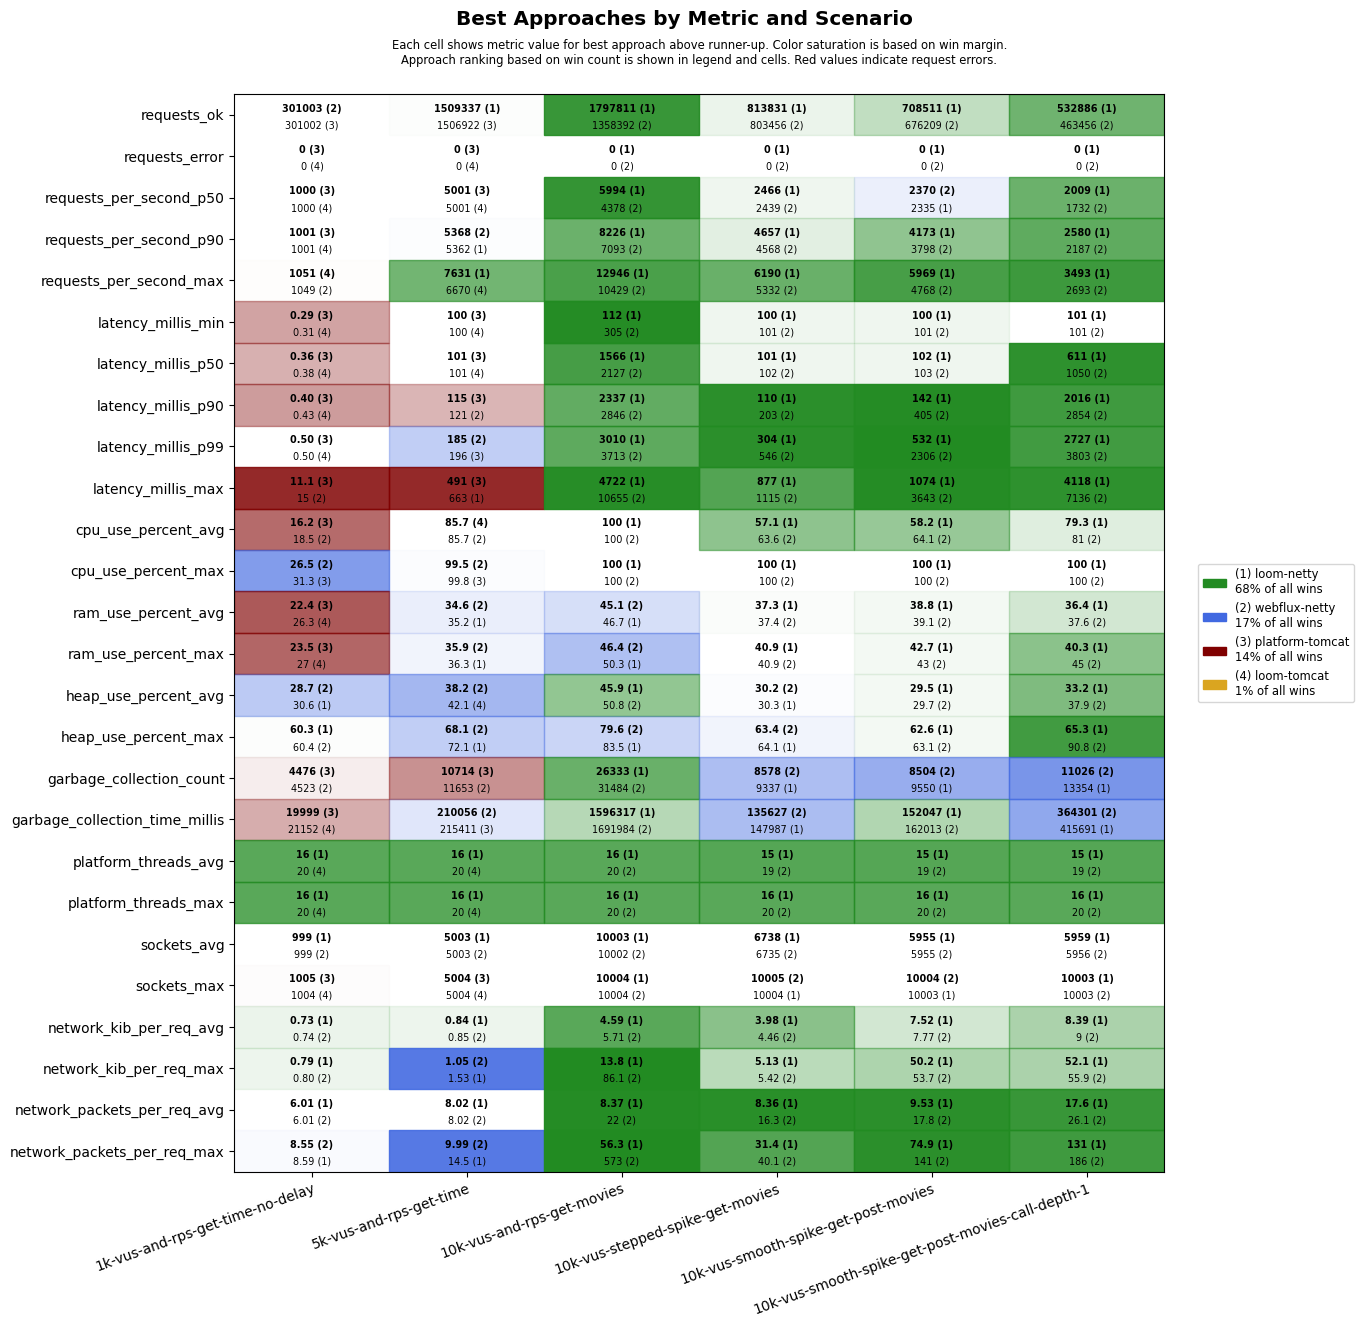 Best Approaches by Metric and Scenario
Each cell shows metric value for best approach above runner-up. Color saturation is based on win margin.
Approach ranking based on win count is shown in legend and cells. Red values indicate request errors.
requests_ok
301003 (2) 1509337 (1) 1797811 (1) 813831 (1) 708511 (1) 532886 (1)
301002 (3) 1506922 (3) 1358392 (2) 803456 (2) 676209 (2) 463456 (2)
requests_error
0 (3) 0 (3) 0 (1) 0 (1) 0 (1) 0 (1)
0 (4) 0 (4) 0 (2) 0 (2) 0 (2) 0 (2)
requests_per_second_p50
1000 (3) 5001 (3) 5994 (1) 2466 (1) 2370 (2) 2009 (1)
1000 (4) 5001 (4) 4378 (2) 2439 (2) 2335 (1) 1732 (2)
requests_per_second_p90
1001 (3) 5368 (2) 8226 (1) 4657 (1) 4173 (1) 2580 (1)
1001 (4) 5362 (1) 7093 (2) 4568 (2) 3798 (2) 2187 (2)
requests_per_second_max
1051 (4) 7631 (1) 12946 (1) 6190 (1) 5969 (1) 3493 (1)
1049 (2) 6670 (4) 10429 (2) 5332 (2) 4768 (2) 2693 (2)
latency_millis_min
0.29 (3) 100 (3) 112 (1) 100 (1) 100 (1) 101 (1)
0.31 (4) 100 (4) 305 (2) 101 (2) 101 (2) 101 (2)
latency_millis_p50
0.36 (3) 101 (3) 1566 (1) 101 (1) 102 (1) 611 (1)
0.38 (4) 101 (4) 2127 (2) 102 (2) 103 (2) 1050 (2)
latency_millis_p90
0.40 (3) 115 (3) 2337 (1) 110 (1) 142 (1) 2016 (1)
0.43 (4) 121 (2) 2846 (2) 203 (2) 405 (2) 2854 (2)
latency_millis_p99
0.50 (3) 185 (2) 3010 (1) 304 (1) 532 (1) 2727 (1)
0.50 (4) 196 (3) 3713 (2) 546 (2) 2306 (2) 3803 (2)
latency_millis_max
11.1 (3) 491 (3) 4722 (1) 877 (1) 1074 (1) 4118 (1)
15 (2) 663 (1) 10655 (2) 1115 (2) 3643 (2) 7136 (2)
cpu_use_percent_avg
16.2 (3) 85.7 (4) 100 (1) 57.1 (1) 58.2 (1) 79.3 (1)
18.5 (2) 85.7 (2) 100 (2) 63.6 (2) 64.1 (2) 81 (2)
cpu_use_percent_max
26.5 (2) 99.5 (2) 100 (1) 100 (1) 100 (1) 100 (1)
31.3 (3) 99.8 (3) 100 (2) 100 (2) 100 (2) 100 (2)
ram_use_percent_avg
22.4 (3) 34.6 (2) 45.1 (2) 37.3 (1) 38.8 (1) 36.4 (1)
26.3 (4) 35.2 (1) 46.7 (1) 37.4 (2) 39.1 (2) 37.6 (2)
ram_use_percent_max
23.5 (3) 35.9 (2) 46.4 (2) 40.9 (1) 42.7 (1) 40.3 (1)
27 (4) 36.3 (1) 50.3 (1) 40.9 (2) 43 (2) 45 (2)
heap_use_percent_avg
28.7 (2) 38.2 (2) 45.9 (1) 30.2 (2) 29.5 (1) 33.2 (1)
30.6 (1) 42.1 (4) 50.8 (2) 30.3 (1) 29.7 (2) 37.9 (2)
heap_use_percent_max
60.3 (1) 68.1 (2) 79.6 (2) 63.4 (2) 62.6 (1) 65.3 (1)
60.4 (2) 72.1 (1) 83.5 (1) 64.1 (1) 63.1 (2) 90.8 (2)
garbage_collection_count
4476 (3) 10714 (3) 26333 (1) 8578 (2) 8504 (2) 11026 (2)
4523 (2) 11653 (2) 31484 (2) 9337 (1) 9550 (1) 13354 (1)
garbage_collection_time_millis
19999 (3) 210056 (2) 1596317 (1) 135627 (2) 152047 (1) 364301 (2)
21152 (4) 215411 (3) 1691984 (2) 147987 (1) 162013 (2) 415691 (1)
platform_threads_avg
16 (1) 16 (1) 16 (1) 15 (1) 15 (1) 15 (1)
20 (4) 20 (4) 20 (2) 19 (2) 19 (2) 19 (2)
platform_threads_max
16 (1) 16 (1) 16 (1) 16 (1) 16 (1) 16 (1)
20 (4) 20 (4) 20 (2) 20 (2) 20 (2) 20 (2)
sockets_avg
999 (1) 5003 (1) 10003 (1) 6738 (1) 5955 (1) 5959 (1)
999 (2) 5003 (2) 10002 (2) 6735 (2) 5955 (2) 5956 (2)
sockets_max
1005 (3) 5004 (3) 10004 (1) 10005 (2) 10004 (2) 10003 (1)
1004 (4) 5004 (4) 10004 (2) 10004 (1) 10003 (1) 10003 (2)
network_kib_per_req_avg
0.73 (1) 0.84 (1) 4.59 (1) 3.98 (1) 7.52 (1) 8.39 (1)
0.74 (2) 0.85 (2) 5.71 (2) 4.46 (2) 7.77 (2) 9 (2)
network_kib_per_req_max
0.79 (1) 1.05 (2) 13.8 (1) 5.13 (1) 50.2 (1) 52.1 (1)
0.80 (2) 1.53 (1) 86.1 (2) 5.42 (2) 53.7 (2) 55.9 (2)
network_packets_per_req_avg
6.01 (1) 8.02 (1) 8.37 (1) 8.36 (1) 9.53 (1) 17.6 (1)
6.01 (2) 8.02 (2) 22 (2) 16.3 (2) 17.8 (2) 26.1 (2)
network_packets_per_req_max
8.55 (2) 9.99 (2) 56.3 (1) 31.4 (1) 74.9 (1) 131 (1)
8.59 (1) 14.5 (1) 573 (2) 40.1 (2) 141 (2) 186 (2)
1k-vus-and-rps-get-time-no-delay
5k-vus-and-rps-get-time
10k-vus-and-rps-get-movies
10k-vus-stepped-spike-get-movies
10k-vus-smooth-spike-get-post-movies
10k-vus-smooth-spike-get-post-movies-call-depth-1
(1) loom-netty
68% of all wins
(2) webflux-netty
17% of all wins
(3) platform-tomcat
14% of all wins
(4) loom-tomcat
1% of all wins